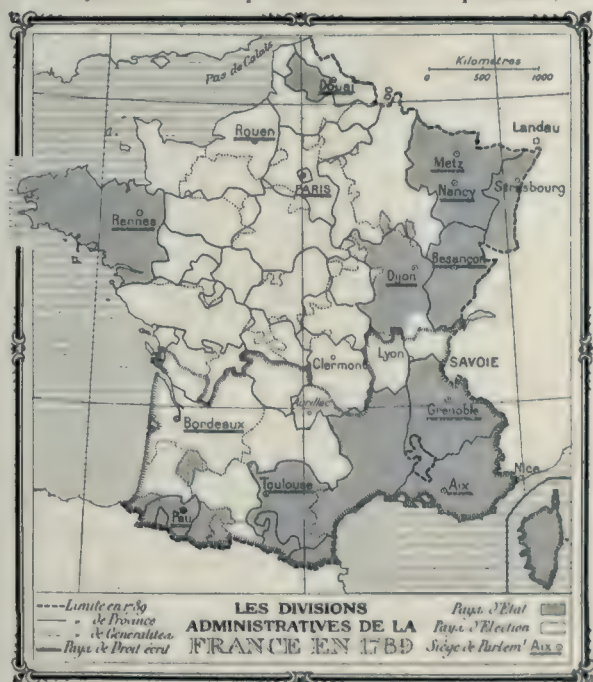 Pas de Calais
Kilomètres
0 500 1000
Douai
Rouen
Landau
Metz
PARIS
Nancy
Strasbourg
Rennes
Besançon
Dijon
Clermont
Lyon
SAVOIE
Aurillac
Grenoble
Bordeaux
Toulouse
Aix
Nice
Pau
Limite en 1789
de Province
de Généralités
Pays de Droit écrit
LES DIVISIONS
ADMINISTRATIVES DE LA
FRANCE EN 1789
Pays d'État
Pays d'Élection
Siège de Parlemt Aix